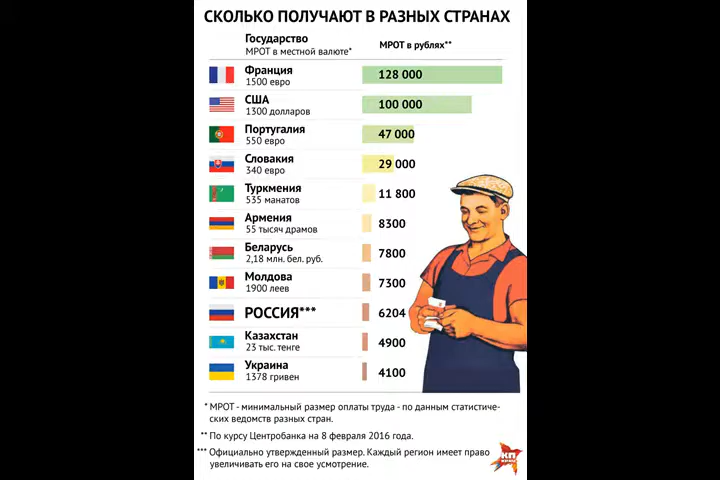 СКОЛЬКО ПОЛУЧАЮТ В РАЗНЫХ СТРАНАХ
Государство
МРОТ в местной валюте*
МРОТ в рублях**
Франция
1500 евро
128 000
США
1300 долларов
100 000
Португалия
550 евро
47 000
Словакия
340 евро
29 000
Туркмения
535 манатов
11 800
Армения
55 тысяч драмов
8300
Беларусь
2,18 млн. бел. руб.
7800
Молдова
1900 леев
7300
РОССИЯ***
6204
Казахстан
23 тыс. тенге
4900
Украина
1378 гривен
4100
* МРОТ - минимальный размер оплаты труда - по данным статистичес-
ких ведомств разных стран.
** По курсу Центробанка на 8 февраля 2016 года.
*** Официально утвержденный размер. Каждый регион имеет право
увеличивать его на свое усмотрение.
КП